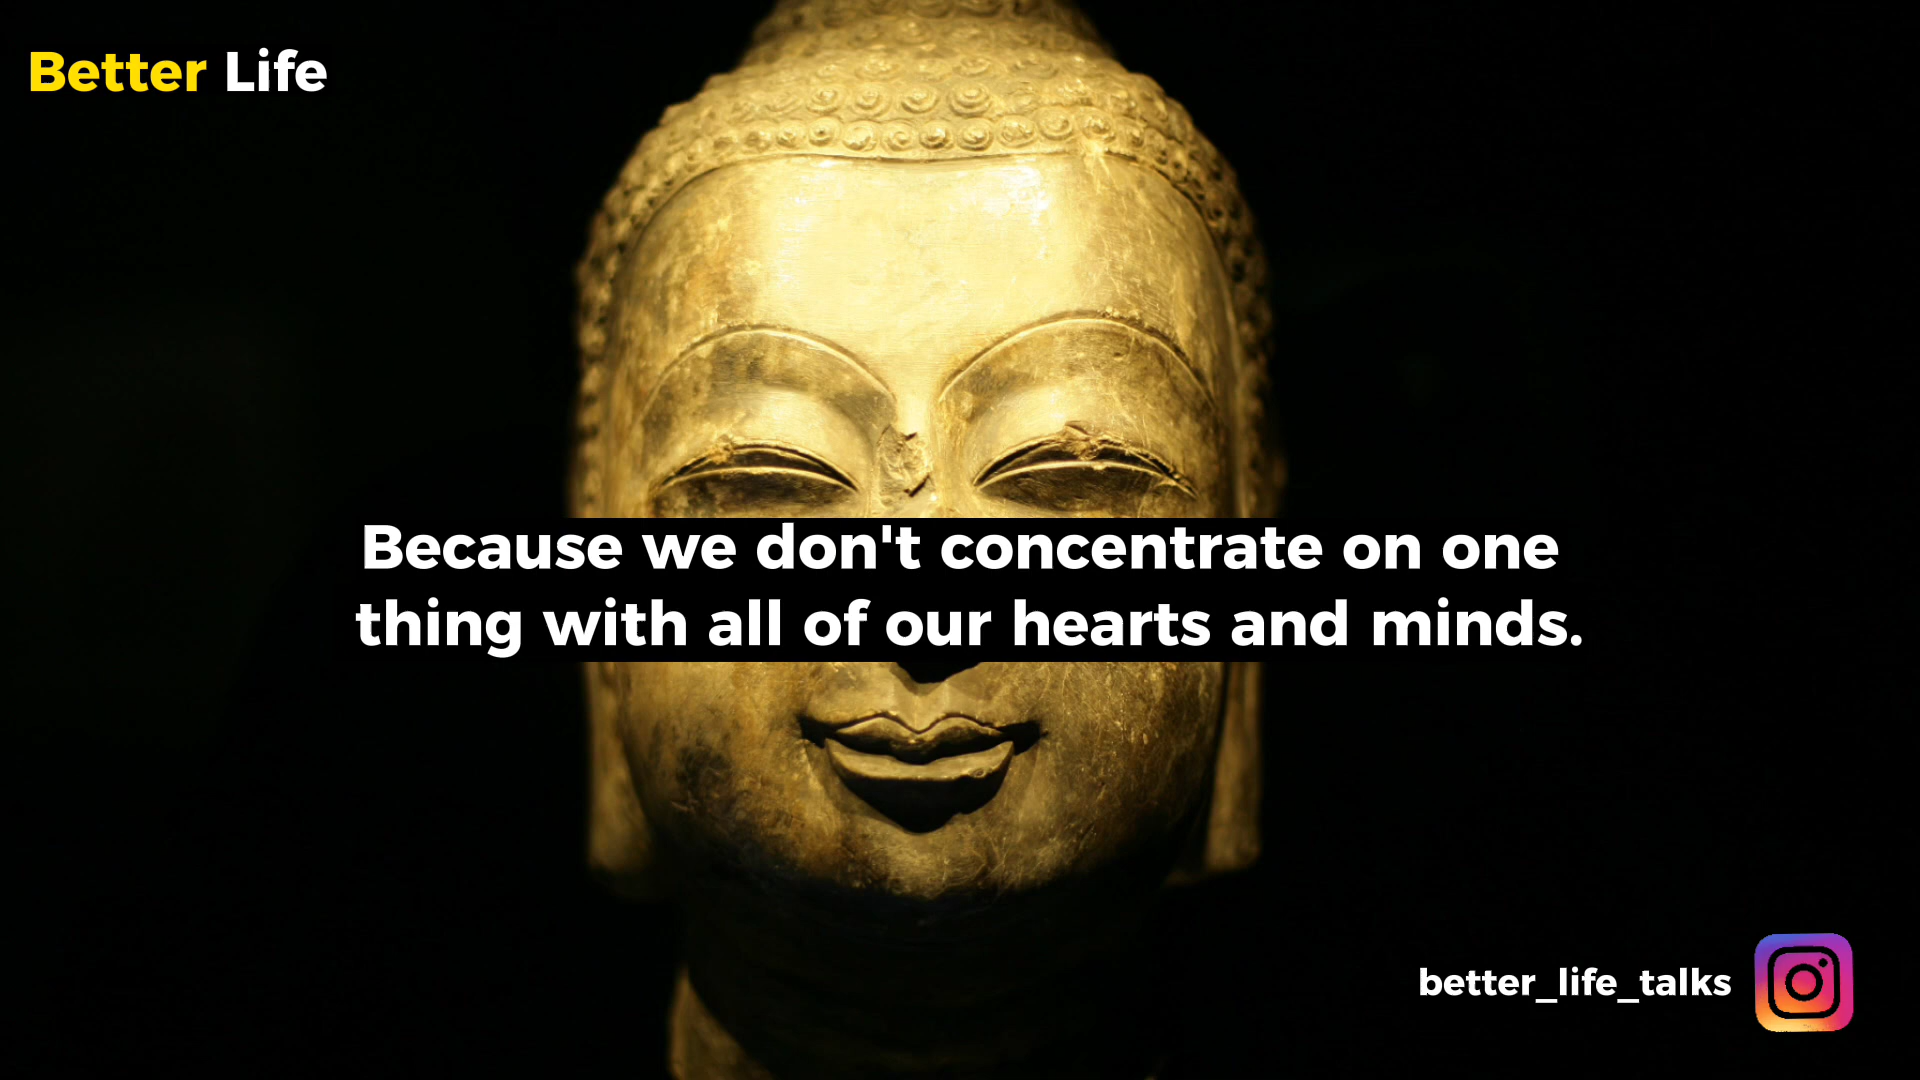 Better Life
Because we don't concentrate on one
thing with all of our hearts and minds.
better_life_talks